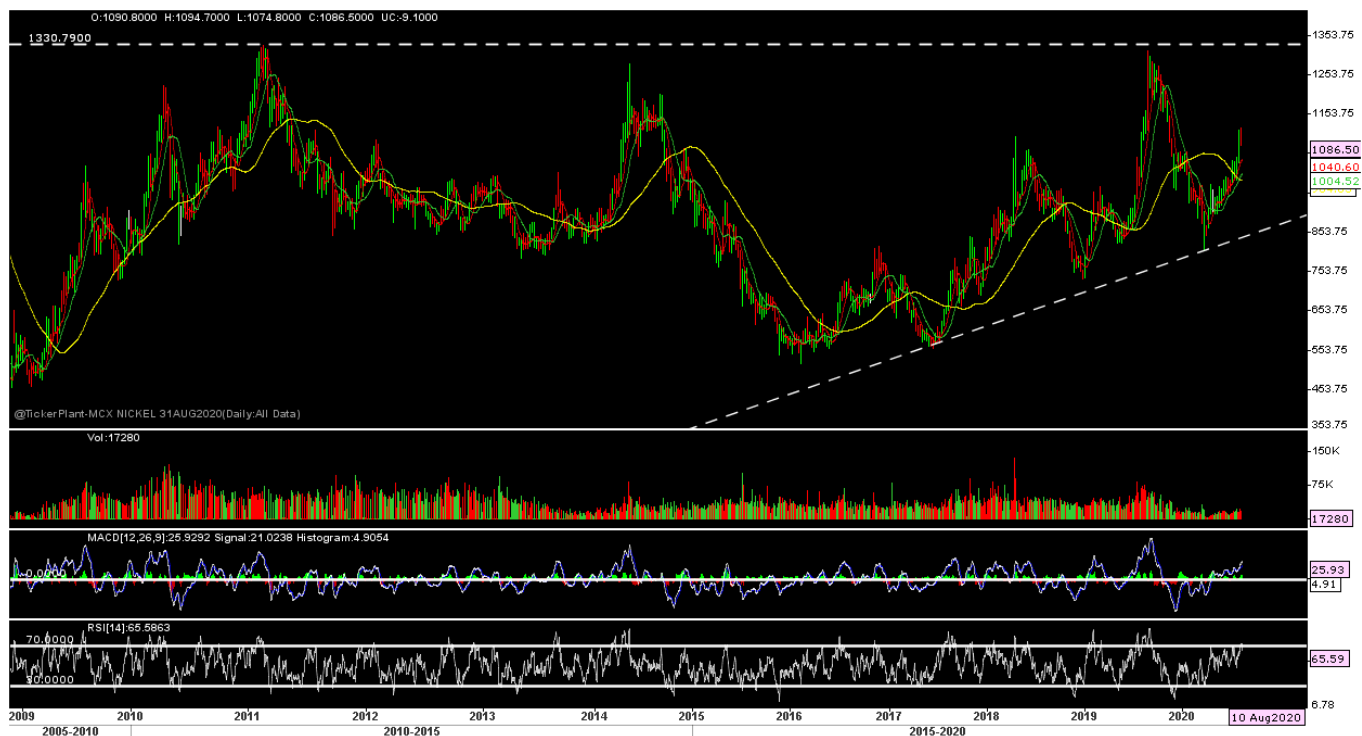 O:1090.8000 H:1094.7000 L:1074.8000 C:1086.5000 UC:-9.1000
1330.7900
1353.75
1253.75
1153.75
1086.50
1040.60
1004.52
853.75
753.75
653.75
553.75
453.75
353.75
@TickerPlant-MCX NICKEL 31AUG2020(Daily:All Data)
Vol:17280
150K
75K
17280
MACD[12,26,9]:25.9292 Signal:21.0238 Histogram:4.9054
0.0000
25.93
4.91
RSI[14]:65.5863
70.0000
65.59
30.0000
6.78
2009 2010 2011 2012 2013 2014 2015 2016 2017 2018 2019 2020 10 Aug2020
2005-2010 2010-2015 2015-2020